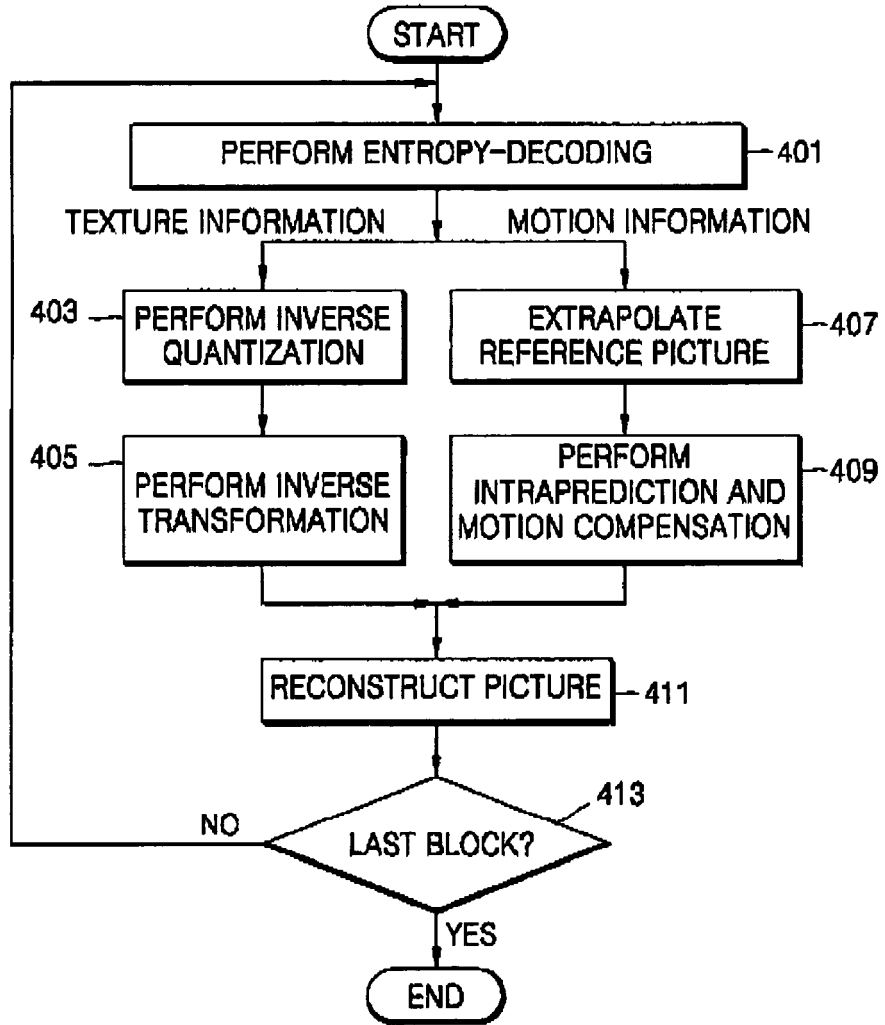 START
PERFORM ENTROPY-DECODING
401
TEXTURE INFORMATION
MOTION INFORMATION
403
PERFORM INVERSE
QUANTIZATION
EXTRAPOLATE
REFERENCE PICTURE
407
405
PERFORM INVERSE
TRANSFORMATION
PERFORM
INTRAPREDICTION AND
MOTION COMPENSATION
409
RECONSTRUCT PICTURE
411
413
NO
LAST BLOCK?
YES
END